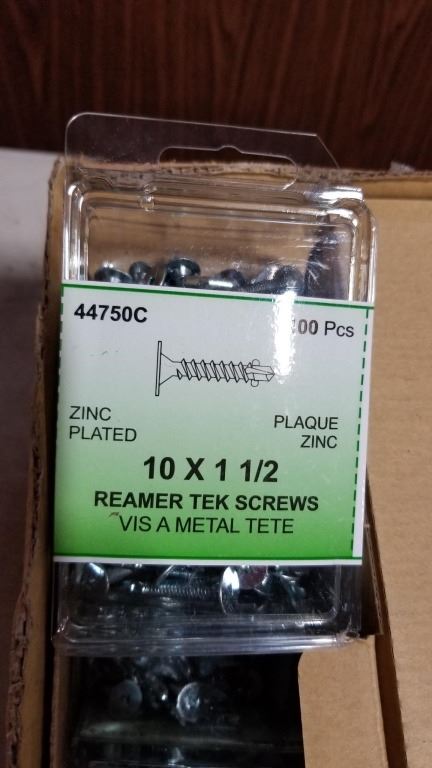 44750C
00 Pcs
ZINC
PLATED
PLAQUE
ZINC
10 X 1 1/2
REAMER TEK SCREWS
VIS A METAL TETE